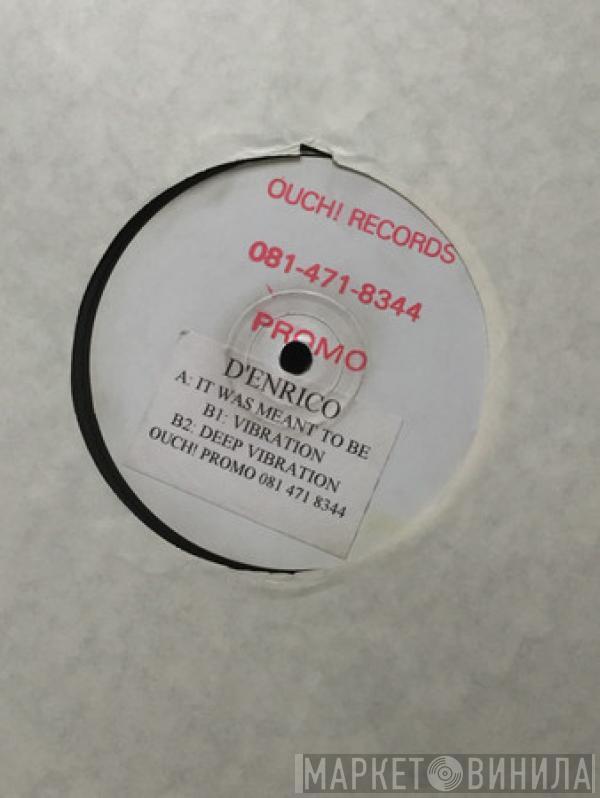 OUCH! RECORDS
081-471-8344
PROMO
D'ENRICO
A: IT WAS MEANT TO BE
B1: VIBRATION
B2: DEEP VIBRATION
OUCH! PROMO 081 471 8344
МАРКЕТ ВИНИЛА